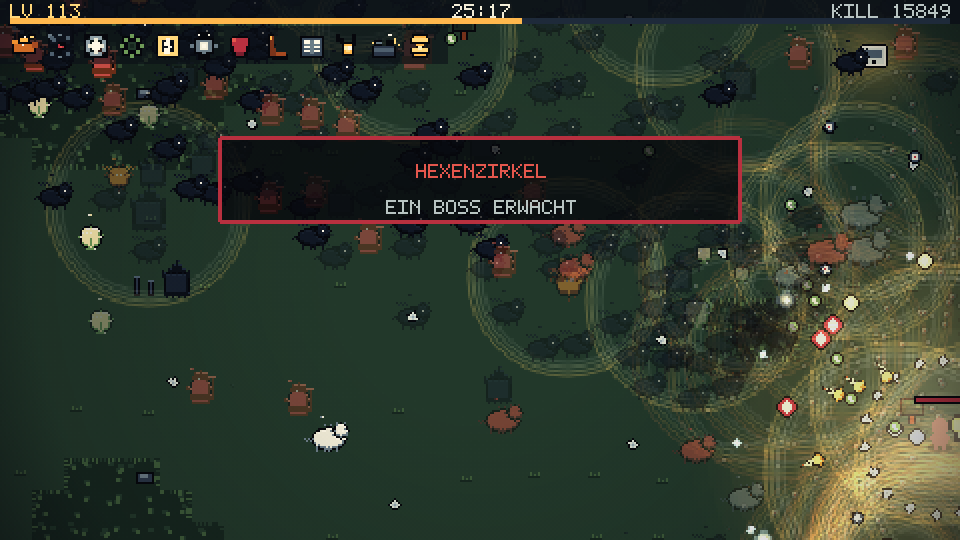 LV 113
25:17
KILL 15849
HEXENZIRKEL
EIN BOSS ERWACHT